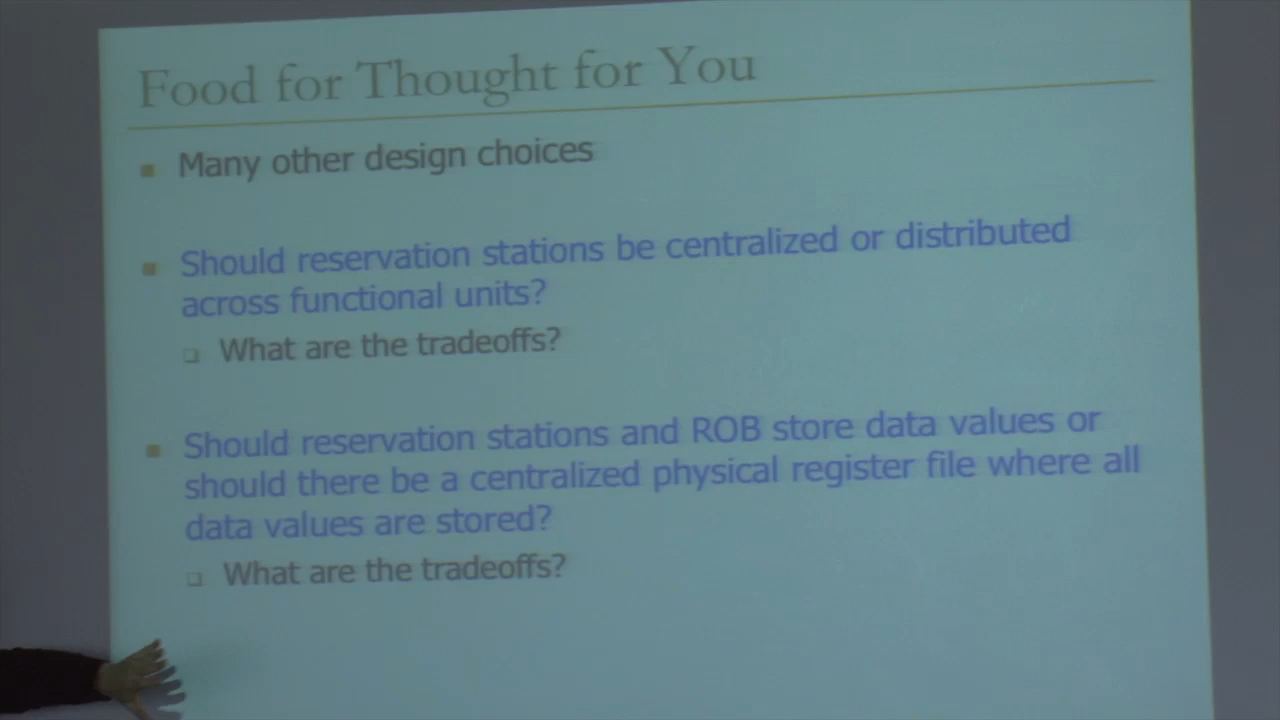 Food for Thought for You
Many other design choices
Should reservation stations be centralized or distributed
across functional units?
What are the tradeoffs?
Should reservation stations and ROB store data values or
should there be a centralized physical register file where all
data values are stored?
What are the tradeoffs?